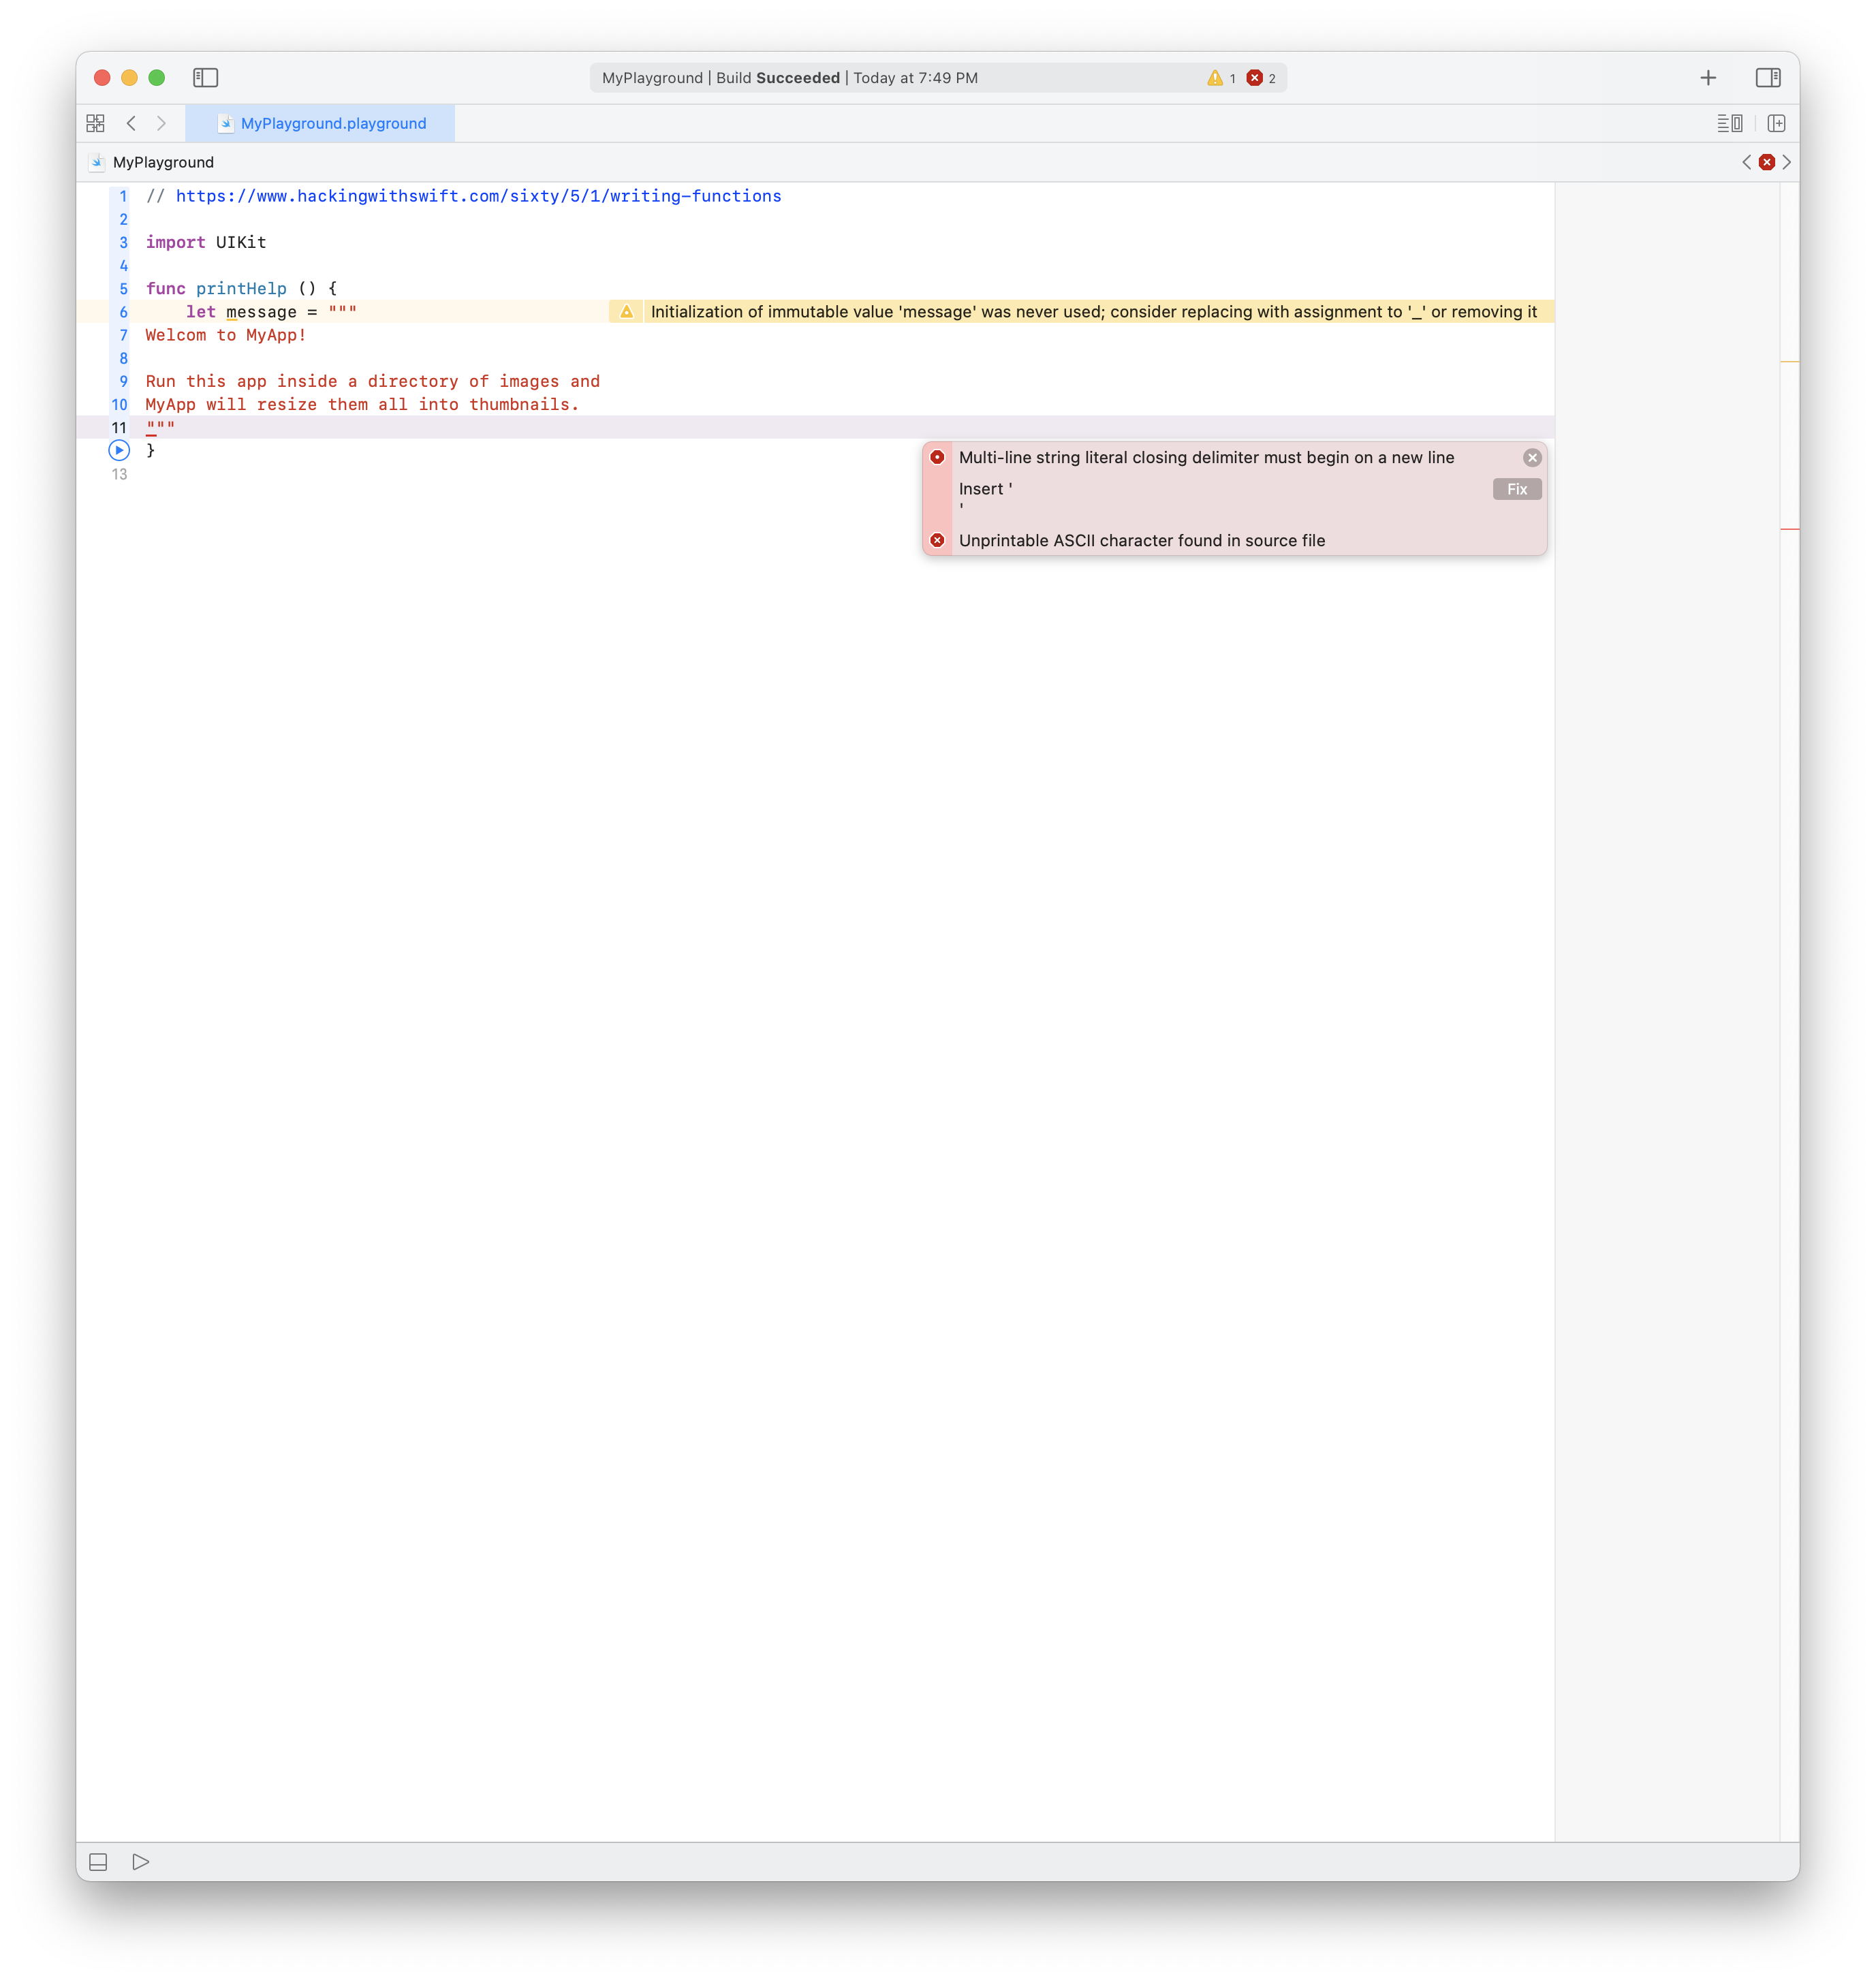 MyPlayground | Build Succeeded | Today at 7:49 PM 1 2
MyPlayground.playground
MyPlayground
1 // https://www.hackingwithswift.com/sixty/5/1/writing-functions
2
3 import UIKit
4
5 func printHelp () {
6 let message = """ Initialization of immutable value 'message' was never used; consider replacing with assignment to '_' or removing it
7 Welcom to MyApp!
8
9 Run this app inside a directory of images and
10 MyApp will resize them all into thumbnails.
11 """
}
13
Multi-line string literal closing delimiter must begin on a new line
Insert ' Fix
'
Unprintable ASCII character found in source file